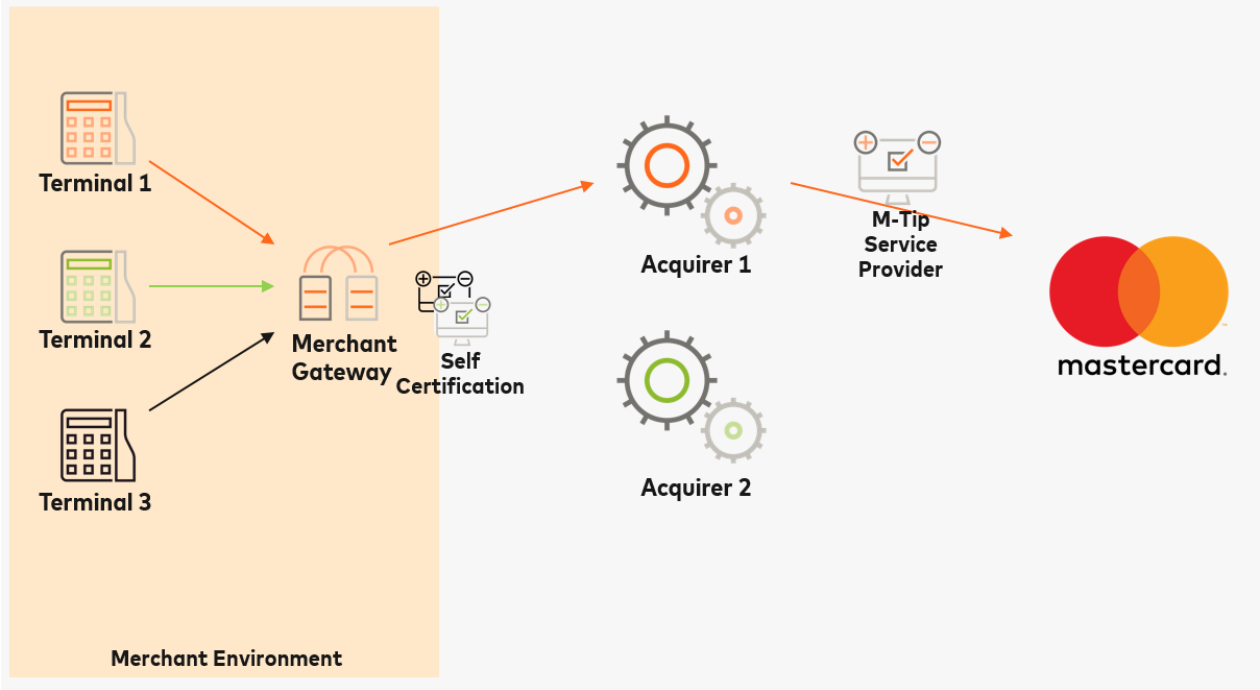 Terminal 1
Terminal 2
Terminal 3
Merchant
Gateway
Self
Certification
Acquirer 1
Acquirer 2
M-Tip
Service
Provider
mastercard.
Merchant Environment